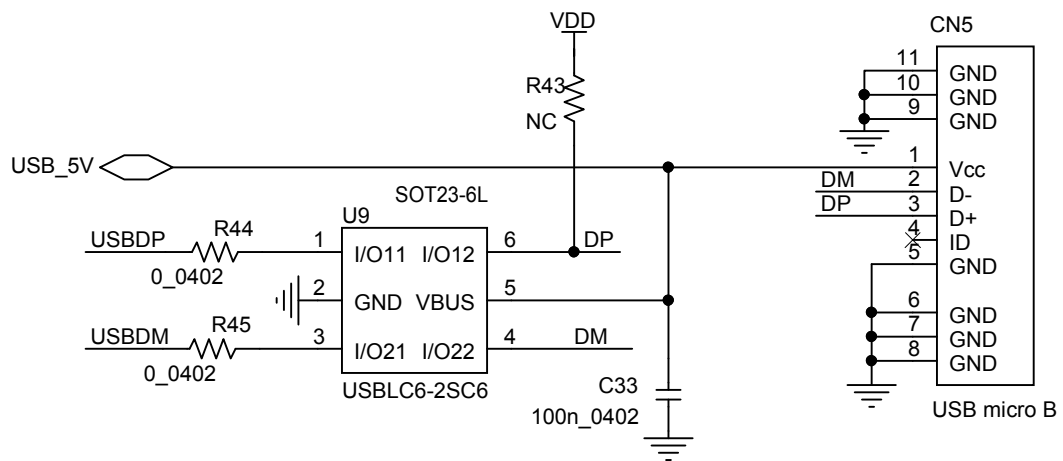 VDD
CN5
R43
NC
11
GND
10
GND
9
GND
USB_5V
1
Vcc
DM
2
D-
DP
3
D+
4
ID
5
GND
6
GND
7
GND
8
GND
USB micro B
SOT23-6L
U9
USBDP
R44
0_0402
1
I/O11
I/O12
6
DP
2
GND
VBUS
5
USBDM
R45
0_0402
3
I/O21
I/O22
4
DM
USBLC6-2SC6
C33
100n_0402